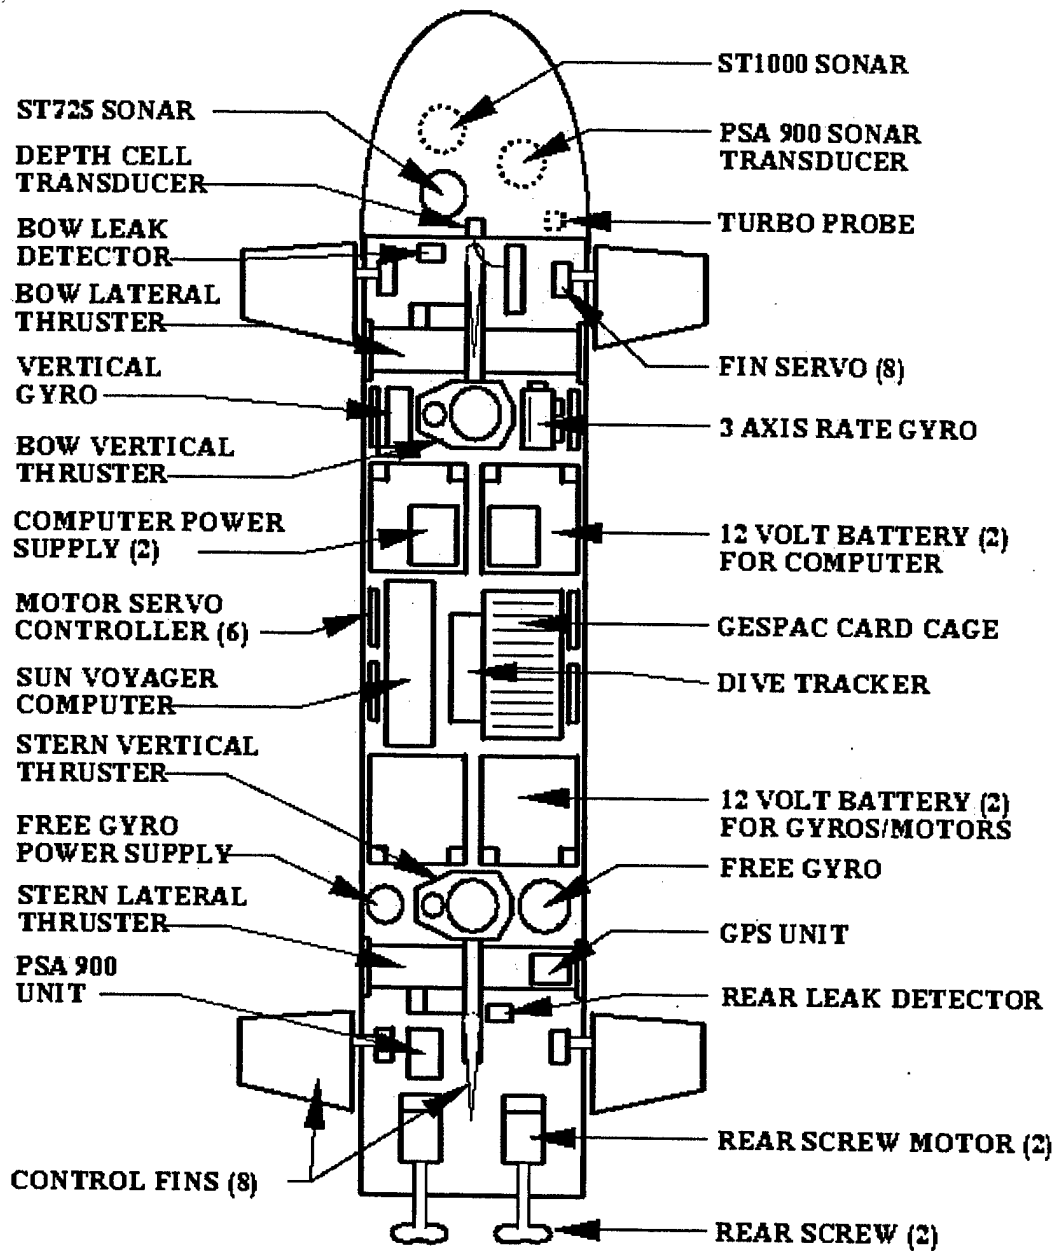 ST1000 SONAR
ST725 SONAR
PSA 900 SONAR
TRANSDUCER
DEPTH CELL
TRANSDUCER
TURBO PROBE
BOW LEAK
DETECTOR
BOW LATERAL
THRUSTER
VERTICAL
GYRO
FIN SERVO (8)
3 AXIS RATE GYRO
BOW VERTICAL
THRUSTER
COMPUTER POWER
SUPPLY (2)
12 VOLT BATTERY (2)
FOR COMPUTER
MOTOR SERVO
CONTROLLER (6)
GESPAC CARD CAGE
SUN VOYAGER
COMPUTER
DIVE TRACKER
STERN VERTICAL
THRUSTER
12 VOLT BATTERY (2)
FOR GYROS/MOTORS
FREE GYRO
POWER SUPPLY
FREE GYRO
STERN LATERAL
THRUSTER
GPS UNIT
PSA 900
UNIT
REAR LEAK DETECTOR
REAR SCREW MOTOR (2)
CONTROL FINS (8)
REAR SCREW (2)